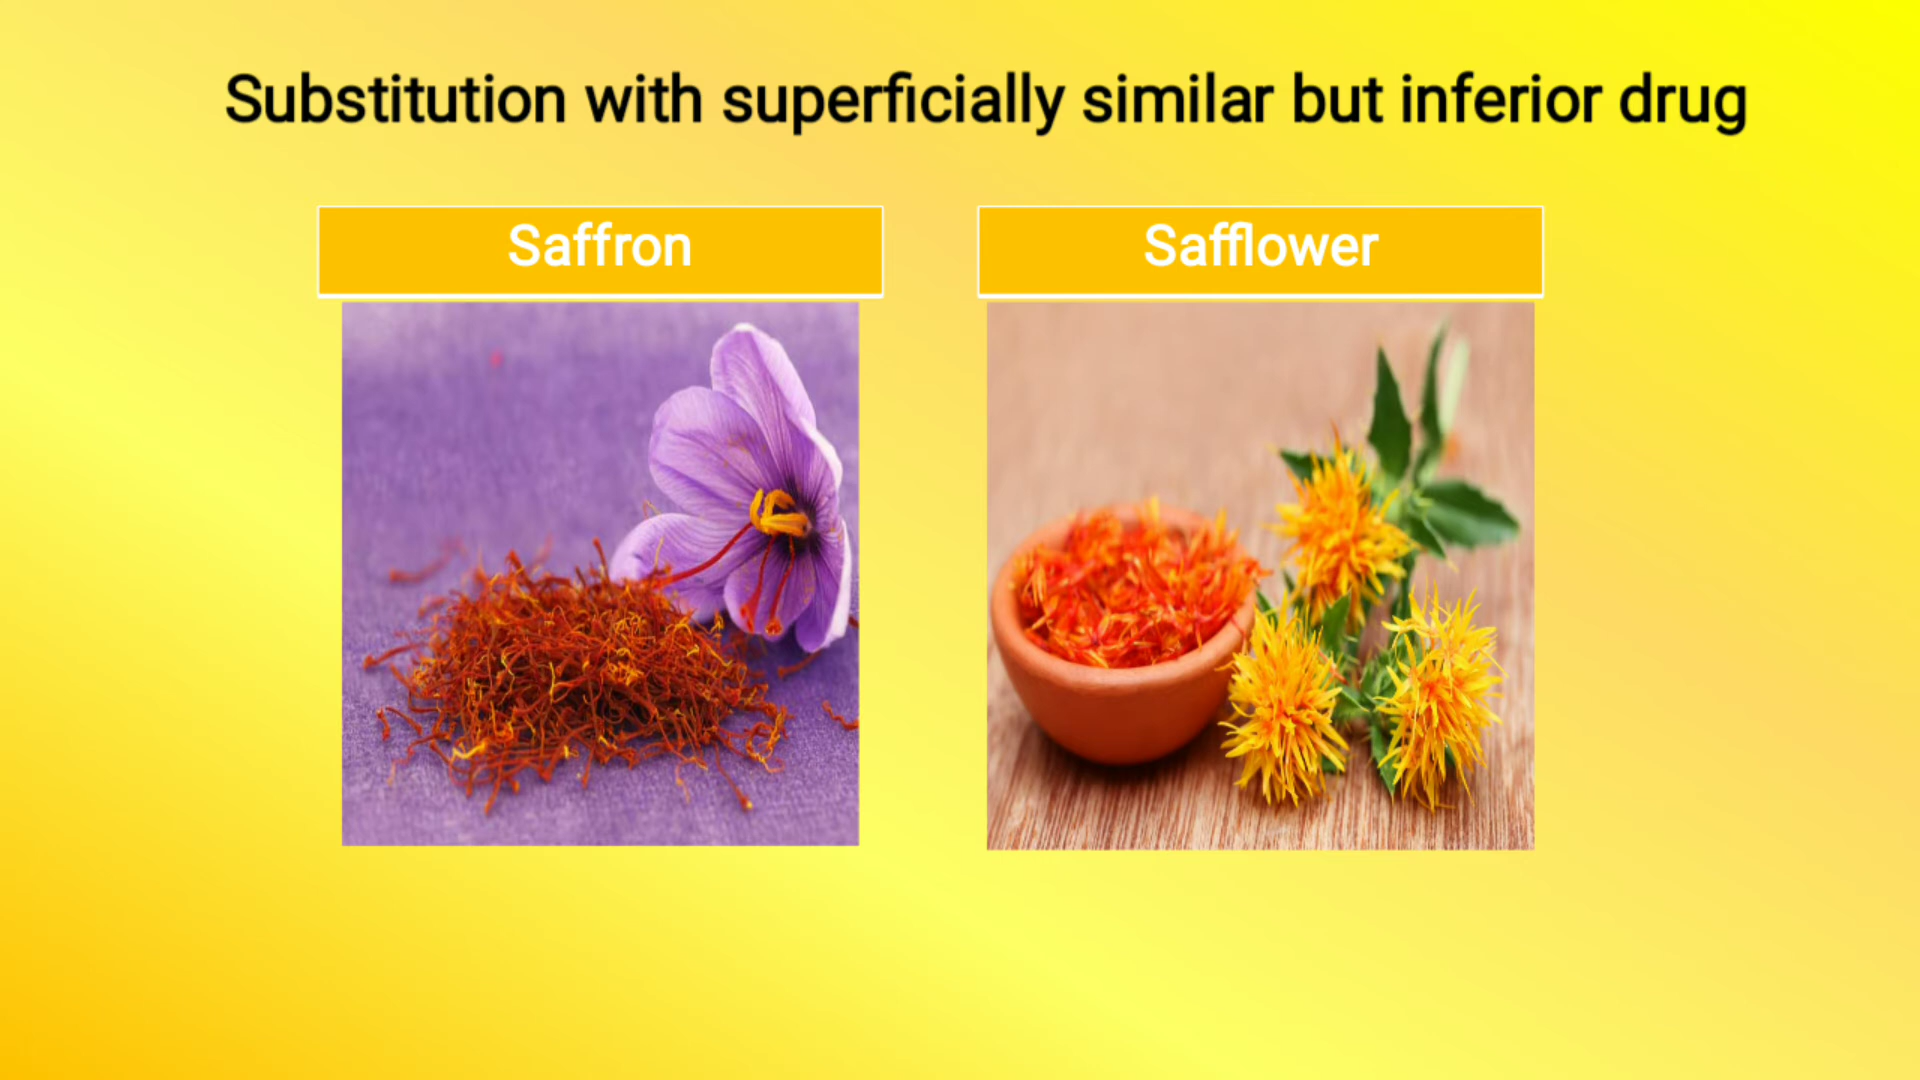 Substitution with superficially similar but inferior drug
Saffron
Safflower